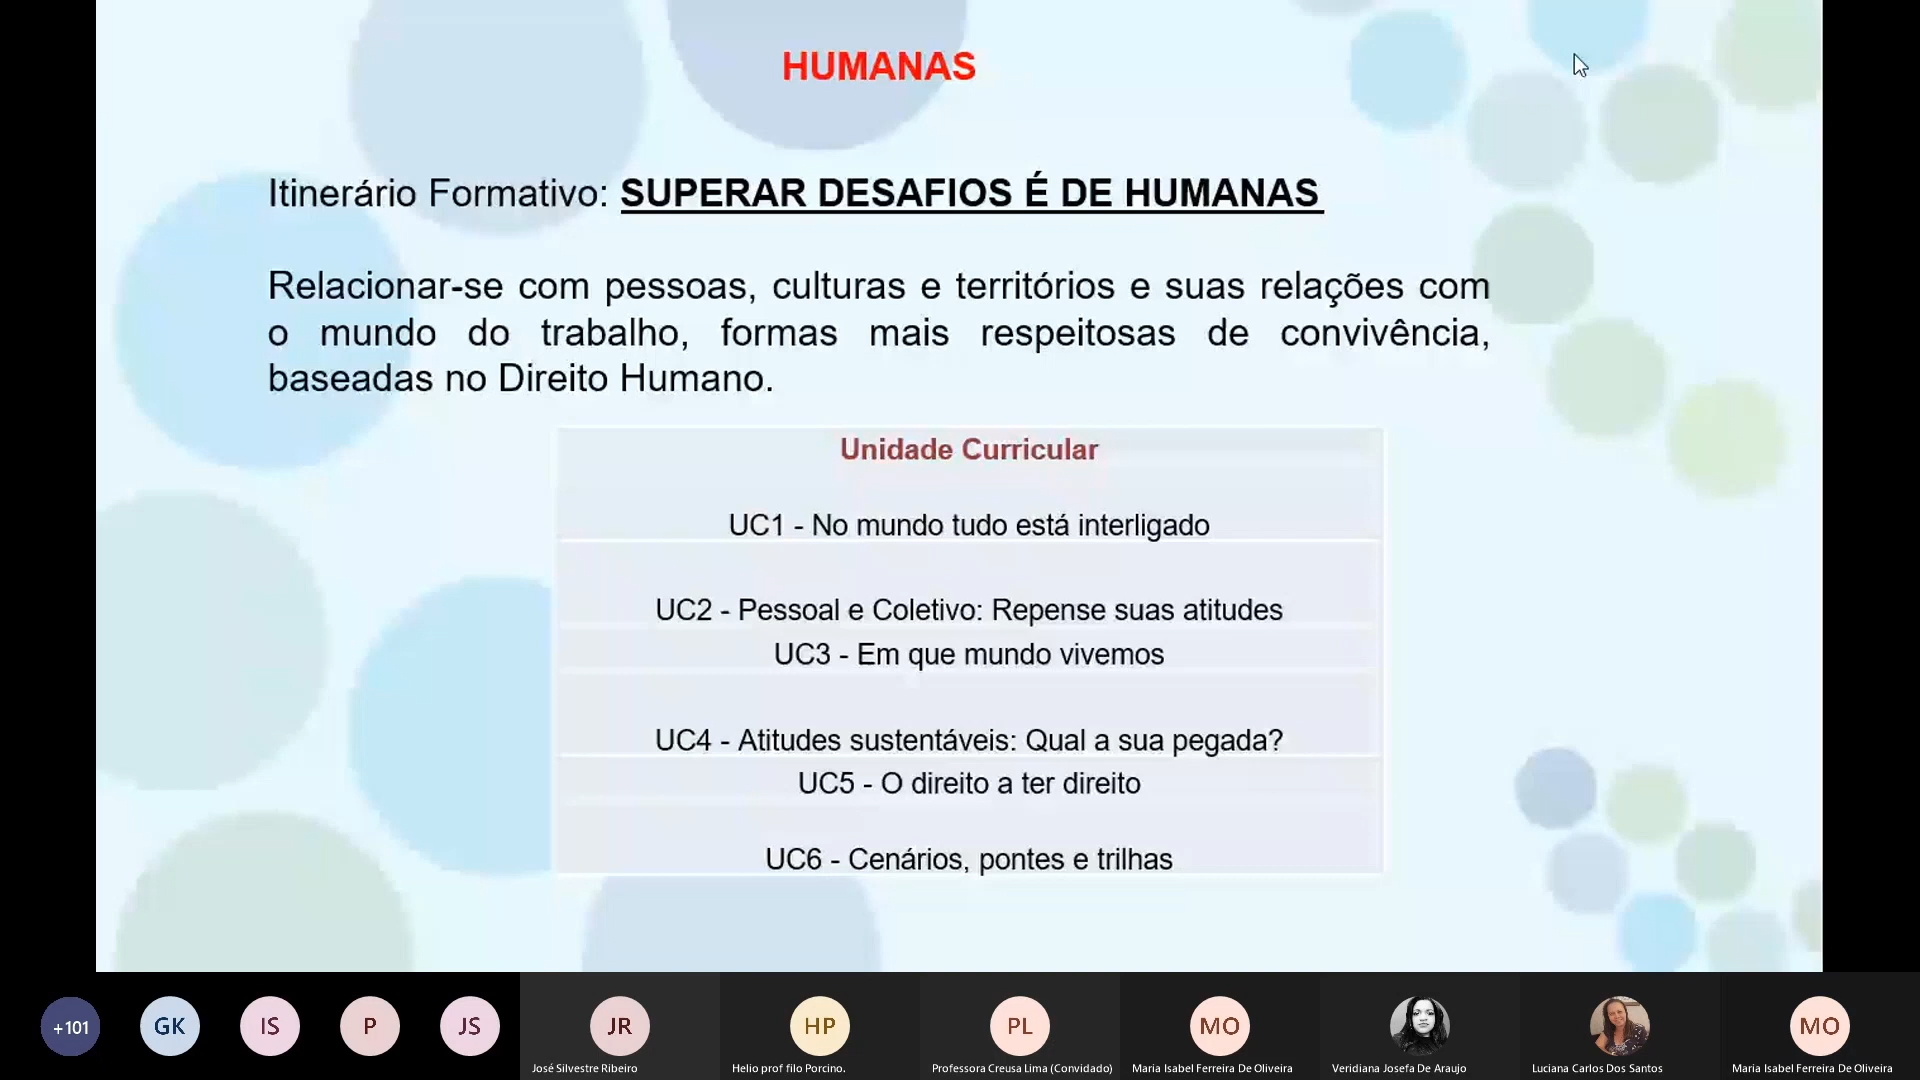 HUMANAS
Itinerário Formativo: SUPERAR DESAFIOS É DE HUMANAS
Relacionar-se com pessoas, culturas e territórios e suas relações com
o mundo do trabalho, formas mais respeitosas de convivência,
baseadas no Direito Humano.
Unidade Curricular
UC1 - No mundo tudo está interligado
UC2 - Pessoal e Coletivo: Repense suas atitudes
UC3 - Em que mundo vivemos
UC4 - Atitudes sustentáveis: Qual a sua pegada?
UC5 - O direito a ter direito
UC6 - Cenários, pontes e trilhas
+101 GK IS P JS JR HP PL MO MO
José Silvestre Ribeiro Helio prof filo Porcino. Professora Creusa Lima (Convidado) Maria Isabel Ferreira De Oliveira Veridiana Josefa De Araujo Luciana Carlos Dos Santos Maria Isabel Ferreira De Oliveira